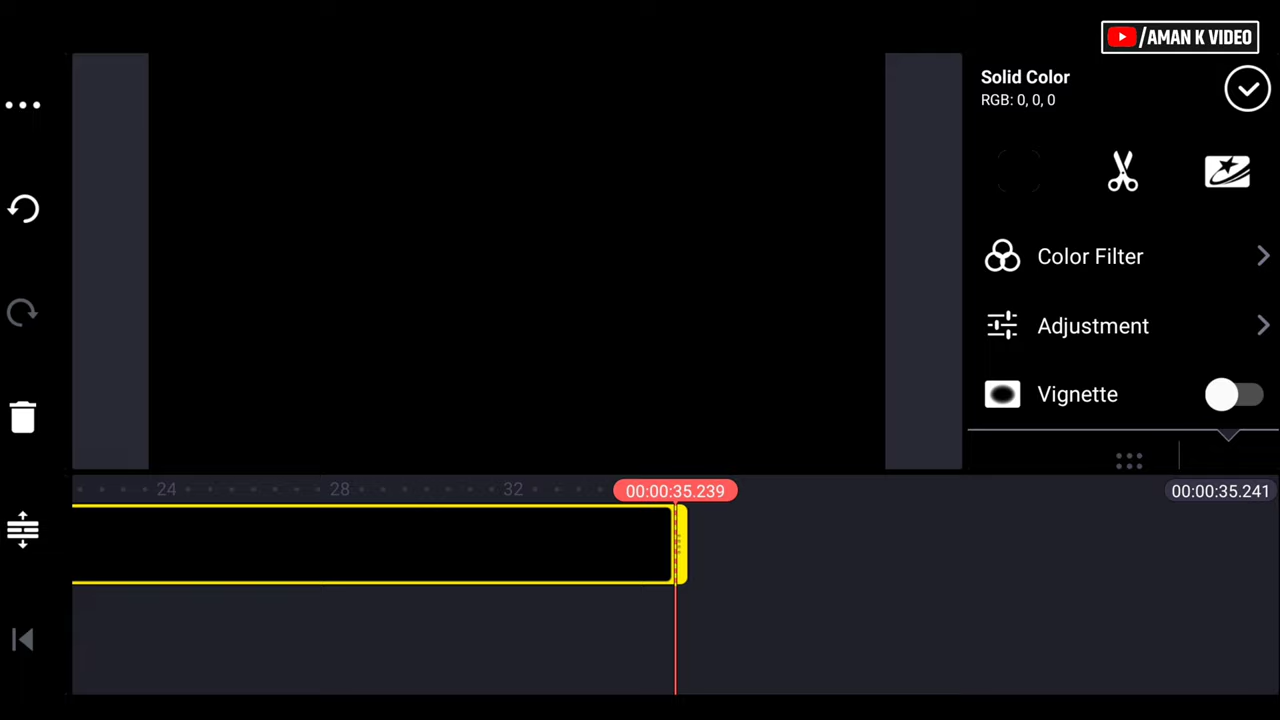 /AMAN K VIDEO
Solid Color
RGB: 0, 0, 0
Color Filter
Adjustment
Vignette
24
28
32
00:00:35.239
00:00:35.241